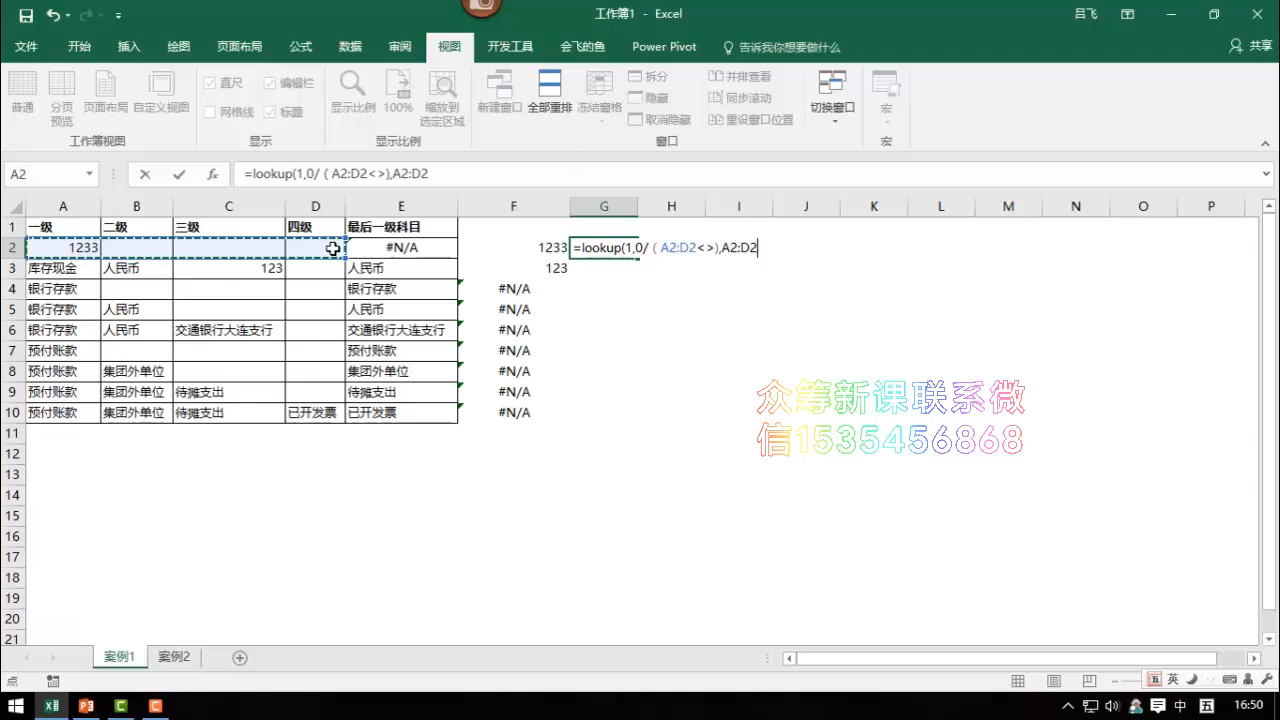 工作簿1 - Excel
吕飞
文件 开始 插入 绘图 页面布局 公式 数据 审阅 视图 开发工具 会飞的鱼 Power Pivot 告诉我你想要做什么 共享
普通 分页预览 页面布局 自定义视图
工作簿视图
直尺 编辑栏
网格线 标题
显示
显示比例 100% 缩放到选定区域
显示比例
新建窗口 全部重排 冻结窗格
拆分 并排查看
隐藏 同步滚动
取消隐藏 重设窗口位置
切换窗口
窗口
宏
宏
A2 fx =lookup(1,0/ ( A2:D2<>),A2:D2
A B C D E F G H I J K L M N O P
1 一级 二级 三级 四级 最后一级科目
2 1233 #N/A 1233 =lookup(1,0/ ( A2:D2<>),A2:D2
3 库存现金 人民币 123 人民币 123
4 银行存款 银行存款 #N/A
5 银行存款 人民币 人民币 #N/A
6 银行存款 人民币 交通银行大连支行 交通银行大连支行 #N/A
7 预付账款 预付账款 #N/A
8 预付账款 集团外单位 集团外单位 #N/A
9 预付账款 集团外单位 待摊支出 待摊支出 #N/A
10 预付账款 集团外单位 待摊支出 已开发票 已开发票 #N/A
11
12
13
14
15
16
17
18
19
20
21
众筹新课联系微
信1535456868
案例1 案例2
五 英
中 五 16:50